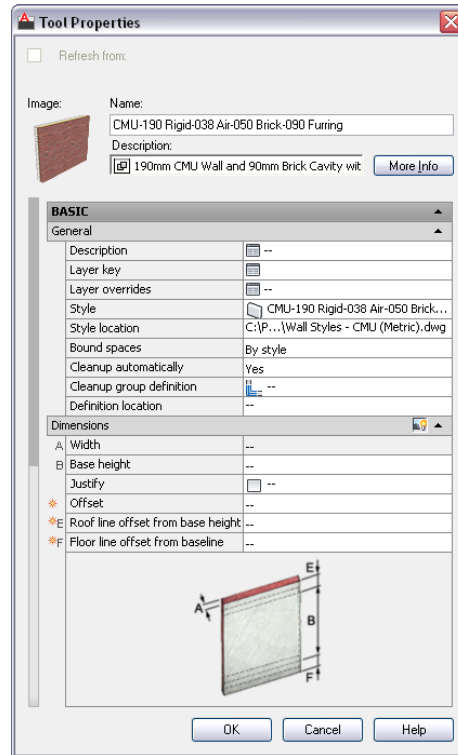 Tool Properties
Refresh from:
Image:
Name:
CMU-190 Rigid-038 Air-050 Brick-090 Furring
Description:
190mm CMU Wall and 90mm Brick Cavity wit
More Info
BASIC
General
Description --
Layer key
Layer overrides --
Style CMU-190 Rigid-038 Air-050 Brick...
Style location C:\P...\Wall Styles - CMU (Metric).dwg
Bound spaces By style
Cleanup automatically Yes
Cleanup group definition --
Definition location --
Dimensions
A Width --
B Base height --
Justify --
Offset --
E Roof line offset from base height --
F Floor line offset from baseline --
E
A
B
F
OK Cancel Help